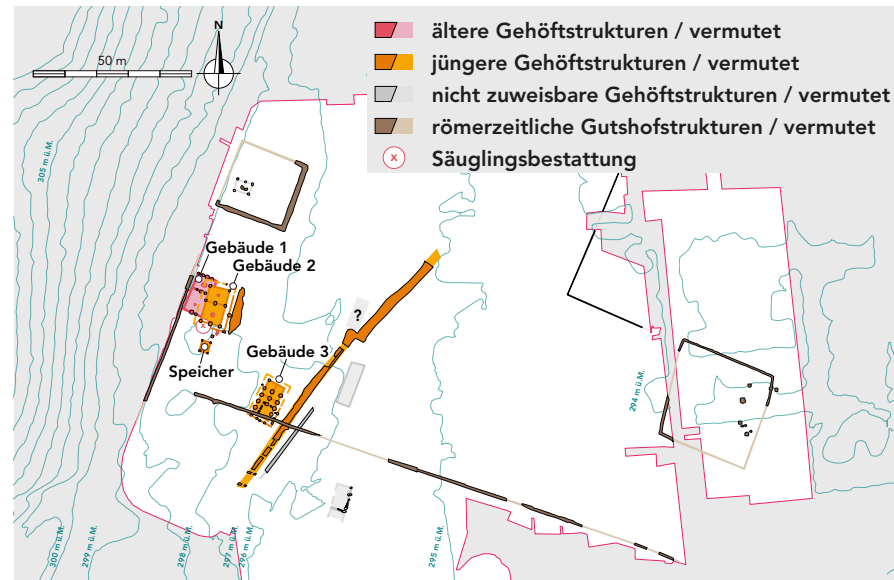 N
50 m
ältere Gehöftstrukturen / vermutet
jüngere Gehöftstrukturen / vermutet
nicht zuweisbare Gehöftstrukturen / vermutet
römerzeitliche Gutshofstrukturen / vermutet
x Säuglingsbestattung
305 m ü.M.
Gebäude 1
Gebäude 2
?
x
Speicher
Gebäude 3
294 m ü.M.
300 m ü.M.
299 m ü.M.
298 m ü.M.
297 m ü.M.
296 m ü.M.
295 m ü.M.